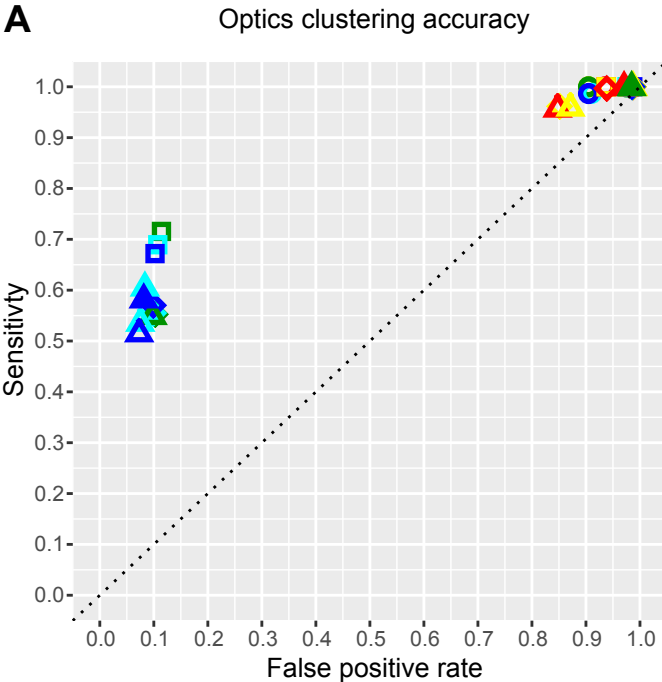 A
Optics clustering accuracy
Sensitivty
1.0
0.9
0.8
0.7
0.6
0.5
0.4
0.3
0.2
0.1
0.0
0.0 0.1 0.2 0.3 0.4 0.5 0.6 0.7 0.8 0.9 1.0
False positive rate